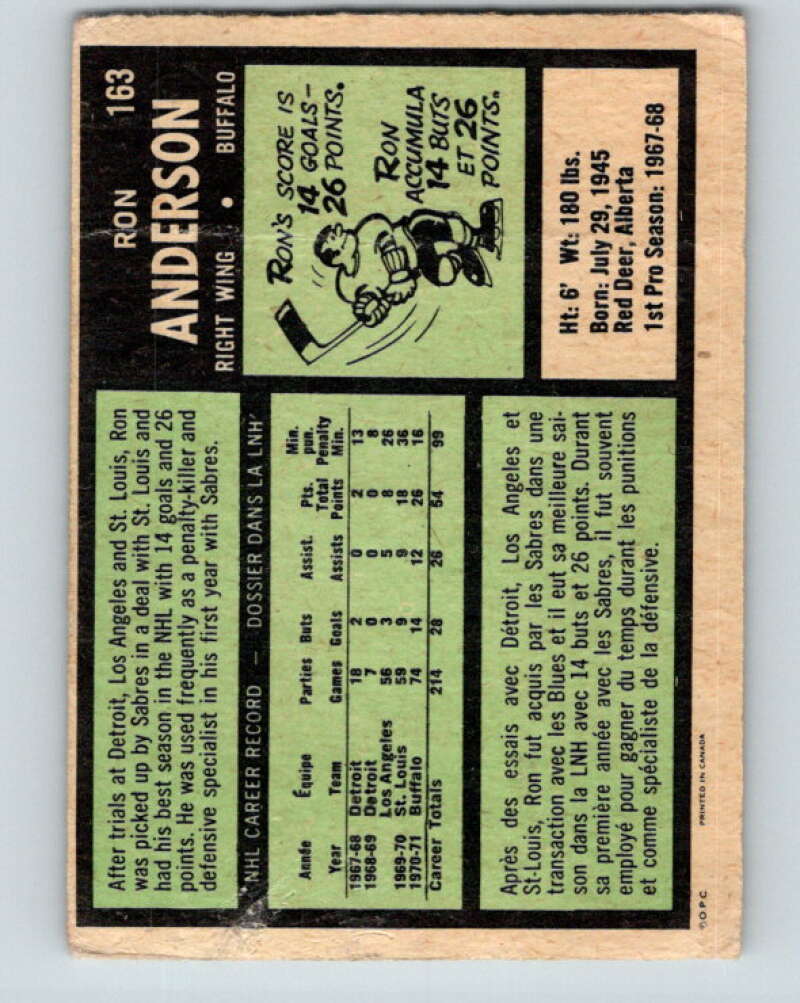 RON 163
ANDERSON
RIGHT WING • BUFFALO
After trials at Detroit, Los Angeles and St. Louis, Ron
was picked up by Sabres in a deal with St. Louis and
had his best season in the NHL with 14 goals and 26
points. He was used frequently as a penalty-killer and
defensive specialist in his first year with Sabres.
RON'S SCORE IS
14 GOALS-
26 POINTS.
RON
ACCUMULA
14 BUTS
ET 26
POINTS..
NHL CAREER RECORD — DOSSIER DANS LA LNH
Année Équipe Parties Buts Assist. Pts. Total Min. pun.
Year Team Games Goals Assists Points Penalty Min.
1967-68 Detroit 18 2 0 2 13
1968-69 Detroit 7 0 0 0 8
Los Angeles 56 3 5 8 26
1969-70 St. Louis 59 9 9 18 36
1970-71 Buffalo 74 14 12 26 16
Career Totals 214 28 26 54 99
Ht: 6' Wt: 180 lbs.
Born: July 29, 1945
Red Deer, Alberta
1st Pro Season: 1967-68
Après des essais avec Détroit, Los Angeles et
St-Louis, Ron fut acquis par les Sabres dans une
transaction avec les Blues et il eut sa meilleure sai-
son dans la LNH avec 14 buts et 26 points. Durant
sa première année avec les Sabres, il fut souvent
employé pour gagner du temps durant les punitions
et comme spécialiste de la défensive.
©O.P.C. PRINTED IN CANADA